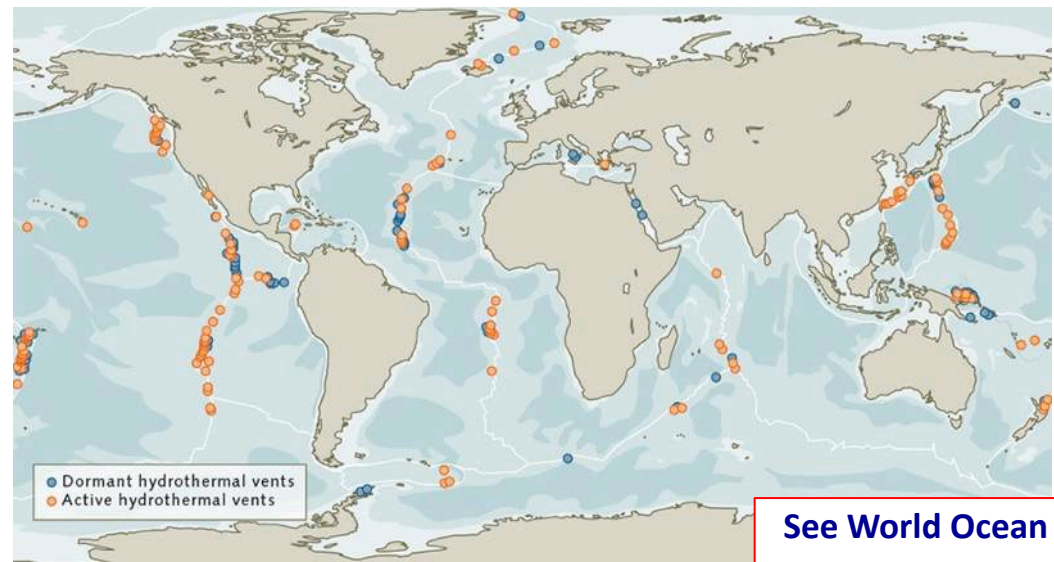 Dormant hydrothermal vents
Active hydrothermal vents
See World Ocean